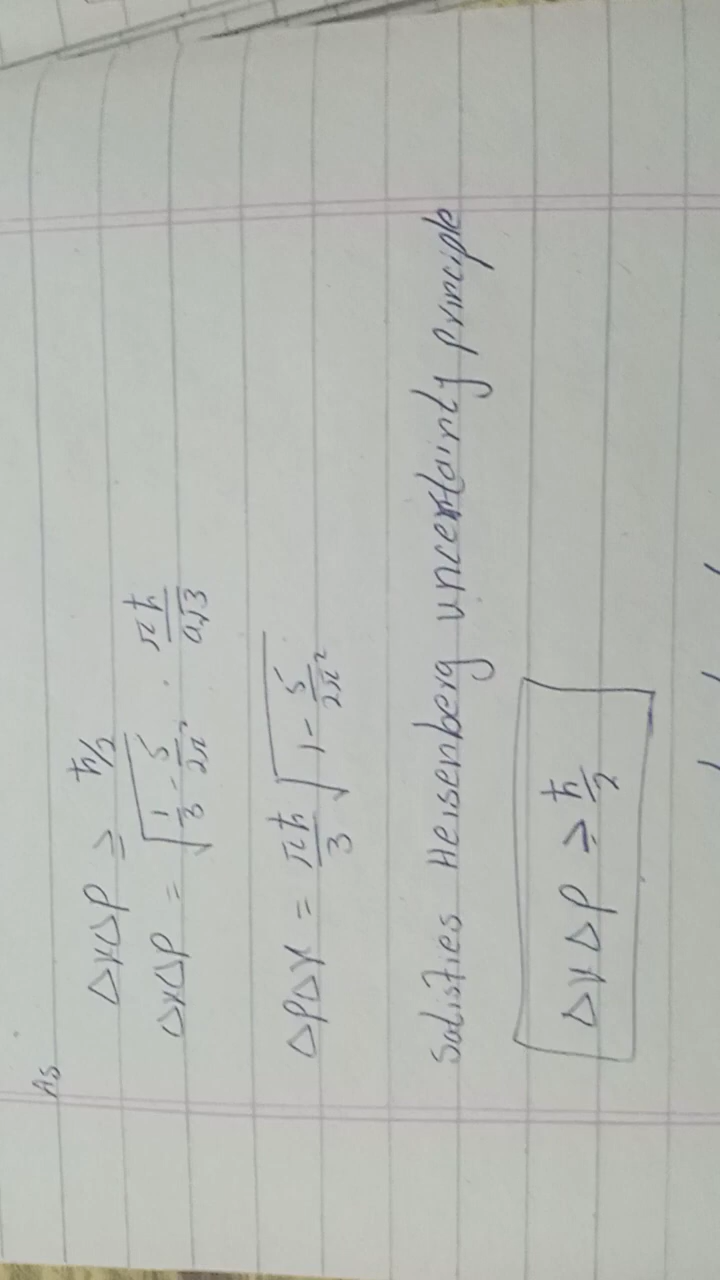 As
ΔxΔP ≥ ħ/2
ΔxΔP = √(1/3 - 5/2π²) · πħ/a√3
ΔPΔx = πħ/3 √(1 - 5/2π²)
Satisfies Heisenberg uncertainty principle
ΔxΔP ≥ ħ/2